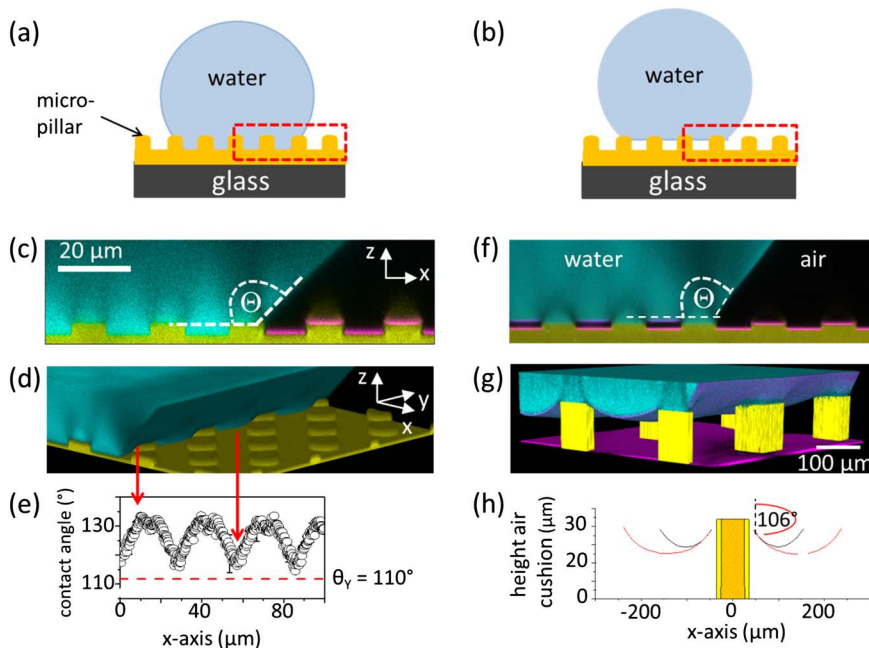 (a)
(b)
water
water
micro-
pillar
glass
glass
(c)
20 μm
z
x
Θ
(f)
water
air
Θ
(d)
z
y
x
(g)
100 μm
(e)
contact angle (°)
130
110
θY = 110°
0
40
80
x-axis (μm)
(h)
height air
cushion (μm)
30
20
10
0
106°
-200
0
200
x-axis (μm)